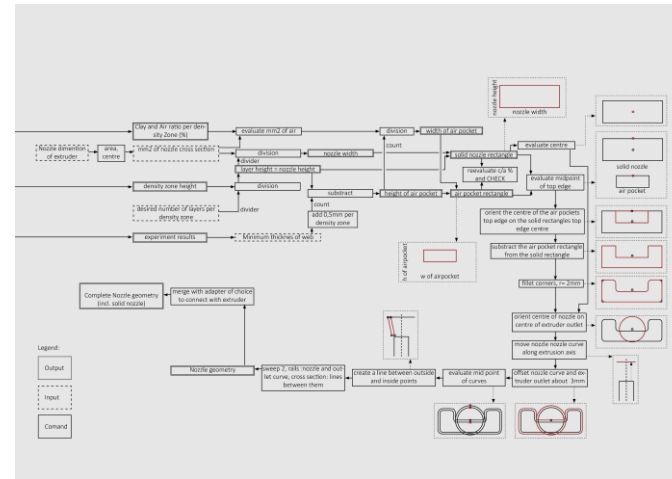 nozzle height
nozzle width
Clay and Air ratio per den-
sity Zone (%)
evaluate mm2 of air
division
width of air pocket
evaluate centre
Nozzle dimention
of extruder
area,
centre
mm2 of nozzle cross section
count
division
nozzle width
solid nozzle rectangle
divider
layer height = nozzle height
reevaluate c/a %
and CHECK
evaluate midpoint
of top edge
solid nozzle
air pocket
density zone height
division
substract
height of air pocket
air pocket rectangle
desired number of layers per
density zone
divider
count
add 0,5mm per
density zone
experiment results
Minimum thicknes of web
orient the centre of the air pockets
top edge on the solid rectangles top
edge centre
h of airpocket
w of airpocket
substract the air pocket rectangle
from the solid rectangle
fillet corners, r= 2mm
Complete Nozzle geometry
(incl. solid nozzle)
merge with adapter of choice
to connect with extruder
orient centre of nozzle on
centre of extruder outlet
move nozzle nozzle curve
along extrusion axis
Nozzle geometry
sweep 2, rails :nozzle and out-
let curve, cross section: lines
between them
create a line between outside
and inside points
evaluate mid point
of curves
offset nozzle curve and ex-
truder outlet about 3mm
Legend:
Output
Input
Comand